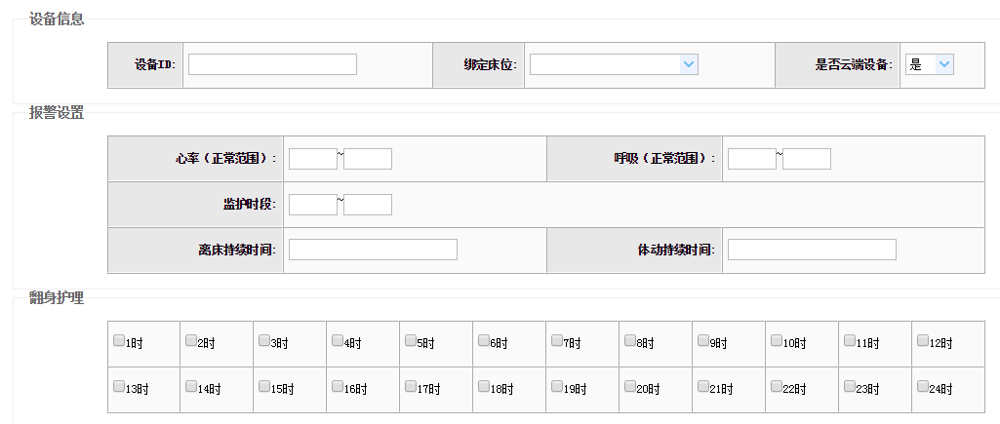 设备信息
设备ID: 绑定床位: 是否云端设备: 是
报警设置
心率（正常范围）: ~ 呼吸（正常范围）: ~
监护时段: ~
离床持续时间: 体动持续时间:
翻身护理
1时 2时 3时 4时 5时 6时 7时 8时 9时 10时 11时 12时
13时 14时 15时 16时 17时 18时 19时 20时 21时 22时 23时 24时